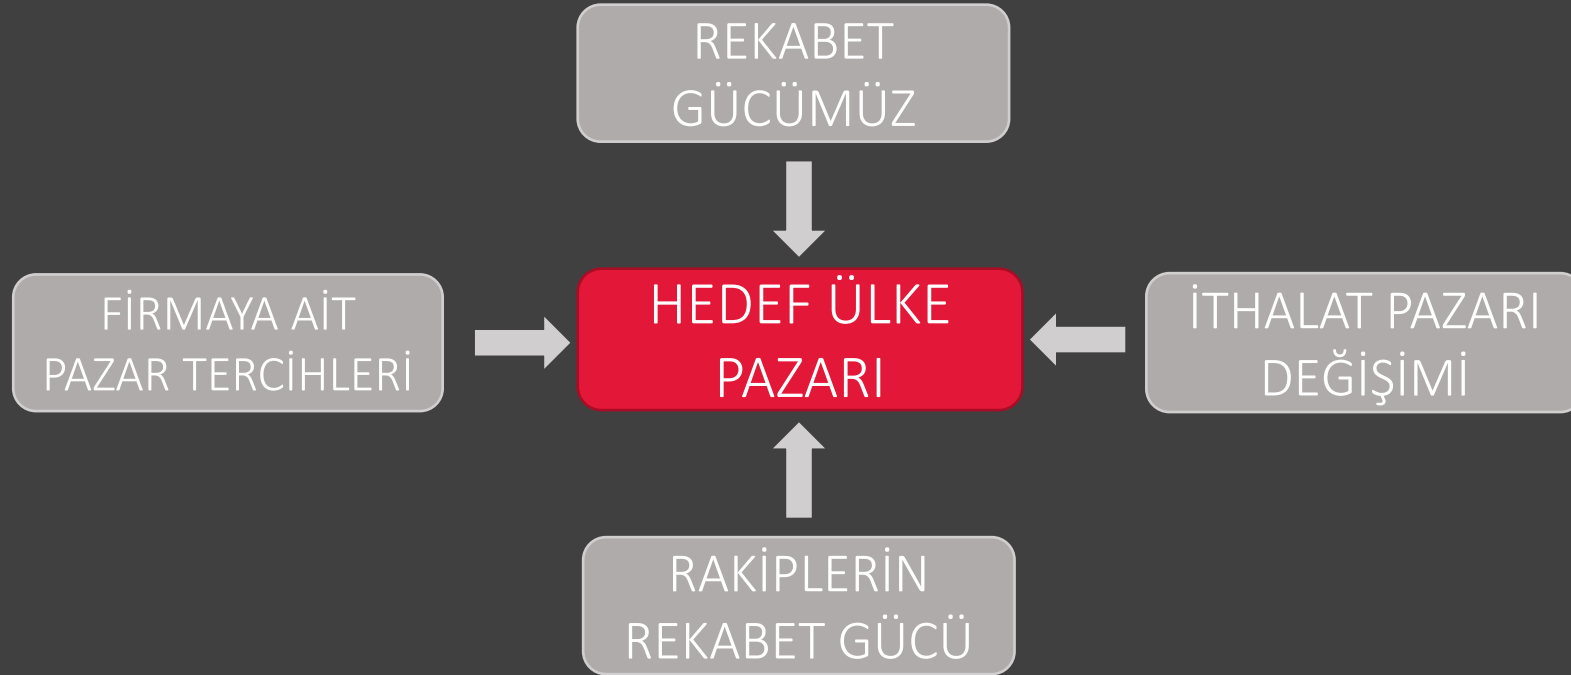 REKABET
GÜCÜMÜZ
FİRMAYA AİT
PAZAR TERCİHLERİ
HEDEF ÜLKE
PAZARI
İTHALAT PAZARI
DEĞİŞİMİ
RAKİPLERİN
REKABET GÜCÜ